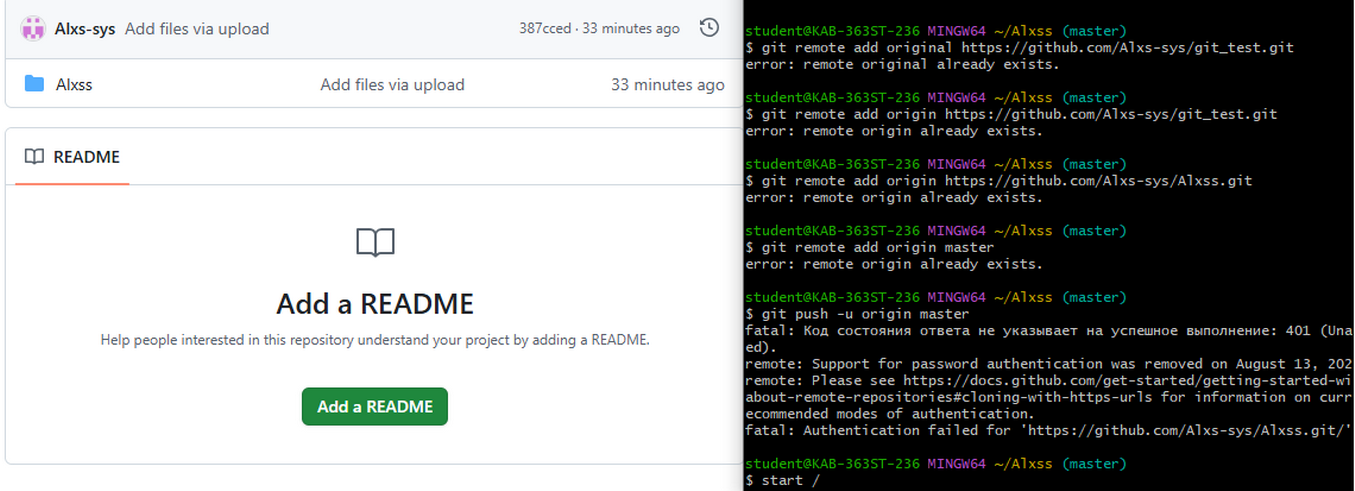 Alxs-sys Add files via upload 387cced · 33 minutes ago
Alxss Add files via upload 33 minutes ago
README
Add a README
Help people interested in this repository understand your project by adding a README.
Add a README
student@KAB-363ST-236 MINGW64 ~/Alxss (master)
$ git remote add original https://github.com/Alxs-sys/git_test.git
error: remote original already exists.
student@KAB-363ST-236 MINGW64 ~/Alxss (master)
$ git remote add origin https://github.com/Alxs-sys/git_test.git
error: remote origin already exists.
student@KAB-363ST-236 MINGW64 ~/Alxss (master)
$ git remote add origin https://github.com/Alxs-sys/Alxss.git
error: remote origin already exists.
student@KAB-363ST-236 MINGW64 ~/Alxss (master)
$ git remote add origin master
error: remote origin already exists.
student@KAB-363ST-236 MINGW64 ~/Alxss (master)
$ git push -u origin master
fatal: Код состояния ответа не указывает на успешное выполнение: 401 (Una
ed).
remote: Support for password authentication was removed on August 13, 202
remote: Please see https://docs.github.com/get-started/getting-started-wi
about-remote-repositories#cloning-with-https-urls for information on curr
ecommended modes of authentication.
fatal: Authentication failed for 'https://github.com/Alxs-sys/Alxss.git/'
student@KAB-363ST-236 MINGW64 ~/Alxss (master)
$ start /